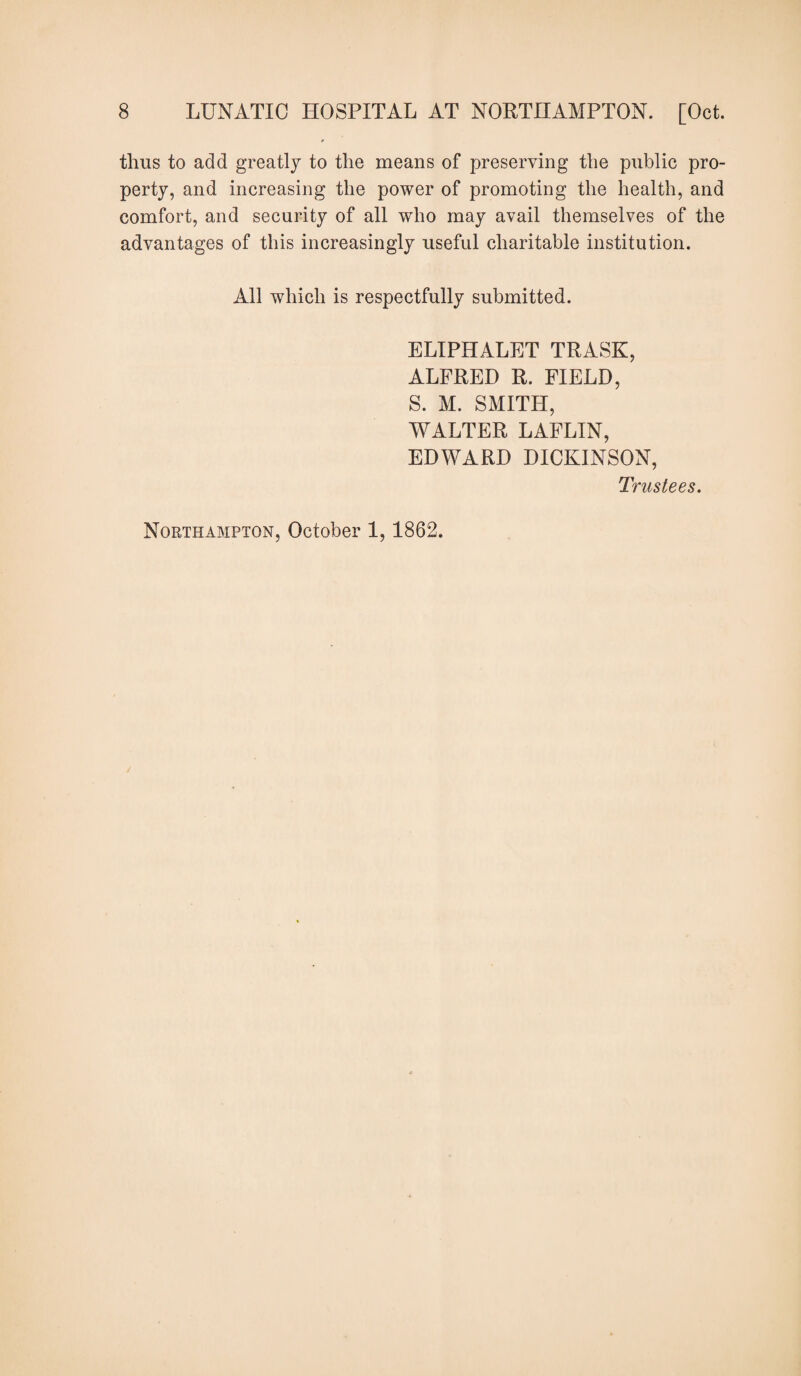 8 LUNATIC HOSPITAL AT NORTHAMPTON. [Oct.
thus to add greatly to the means of preserving the public pro-
perty, and increasing the power of promoting the health, and
comfort, and security of all who may avail themselves of the
advantages of this increasingly useful charitable institution.
All which is respectfully submitted.
ELIPHALET TRASK,
ALFRED R. FIELD,
S. M. SMITH,
WALTER LAFLIN,
EDWARD DICKINSON,
Trustees.
NORTHAMPTON, October 1, 1862.